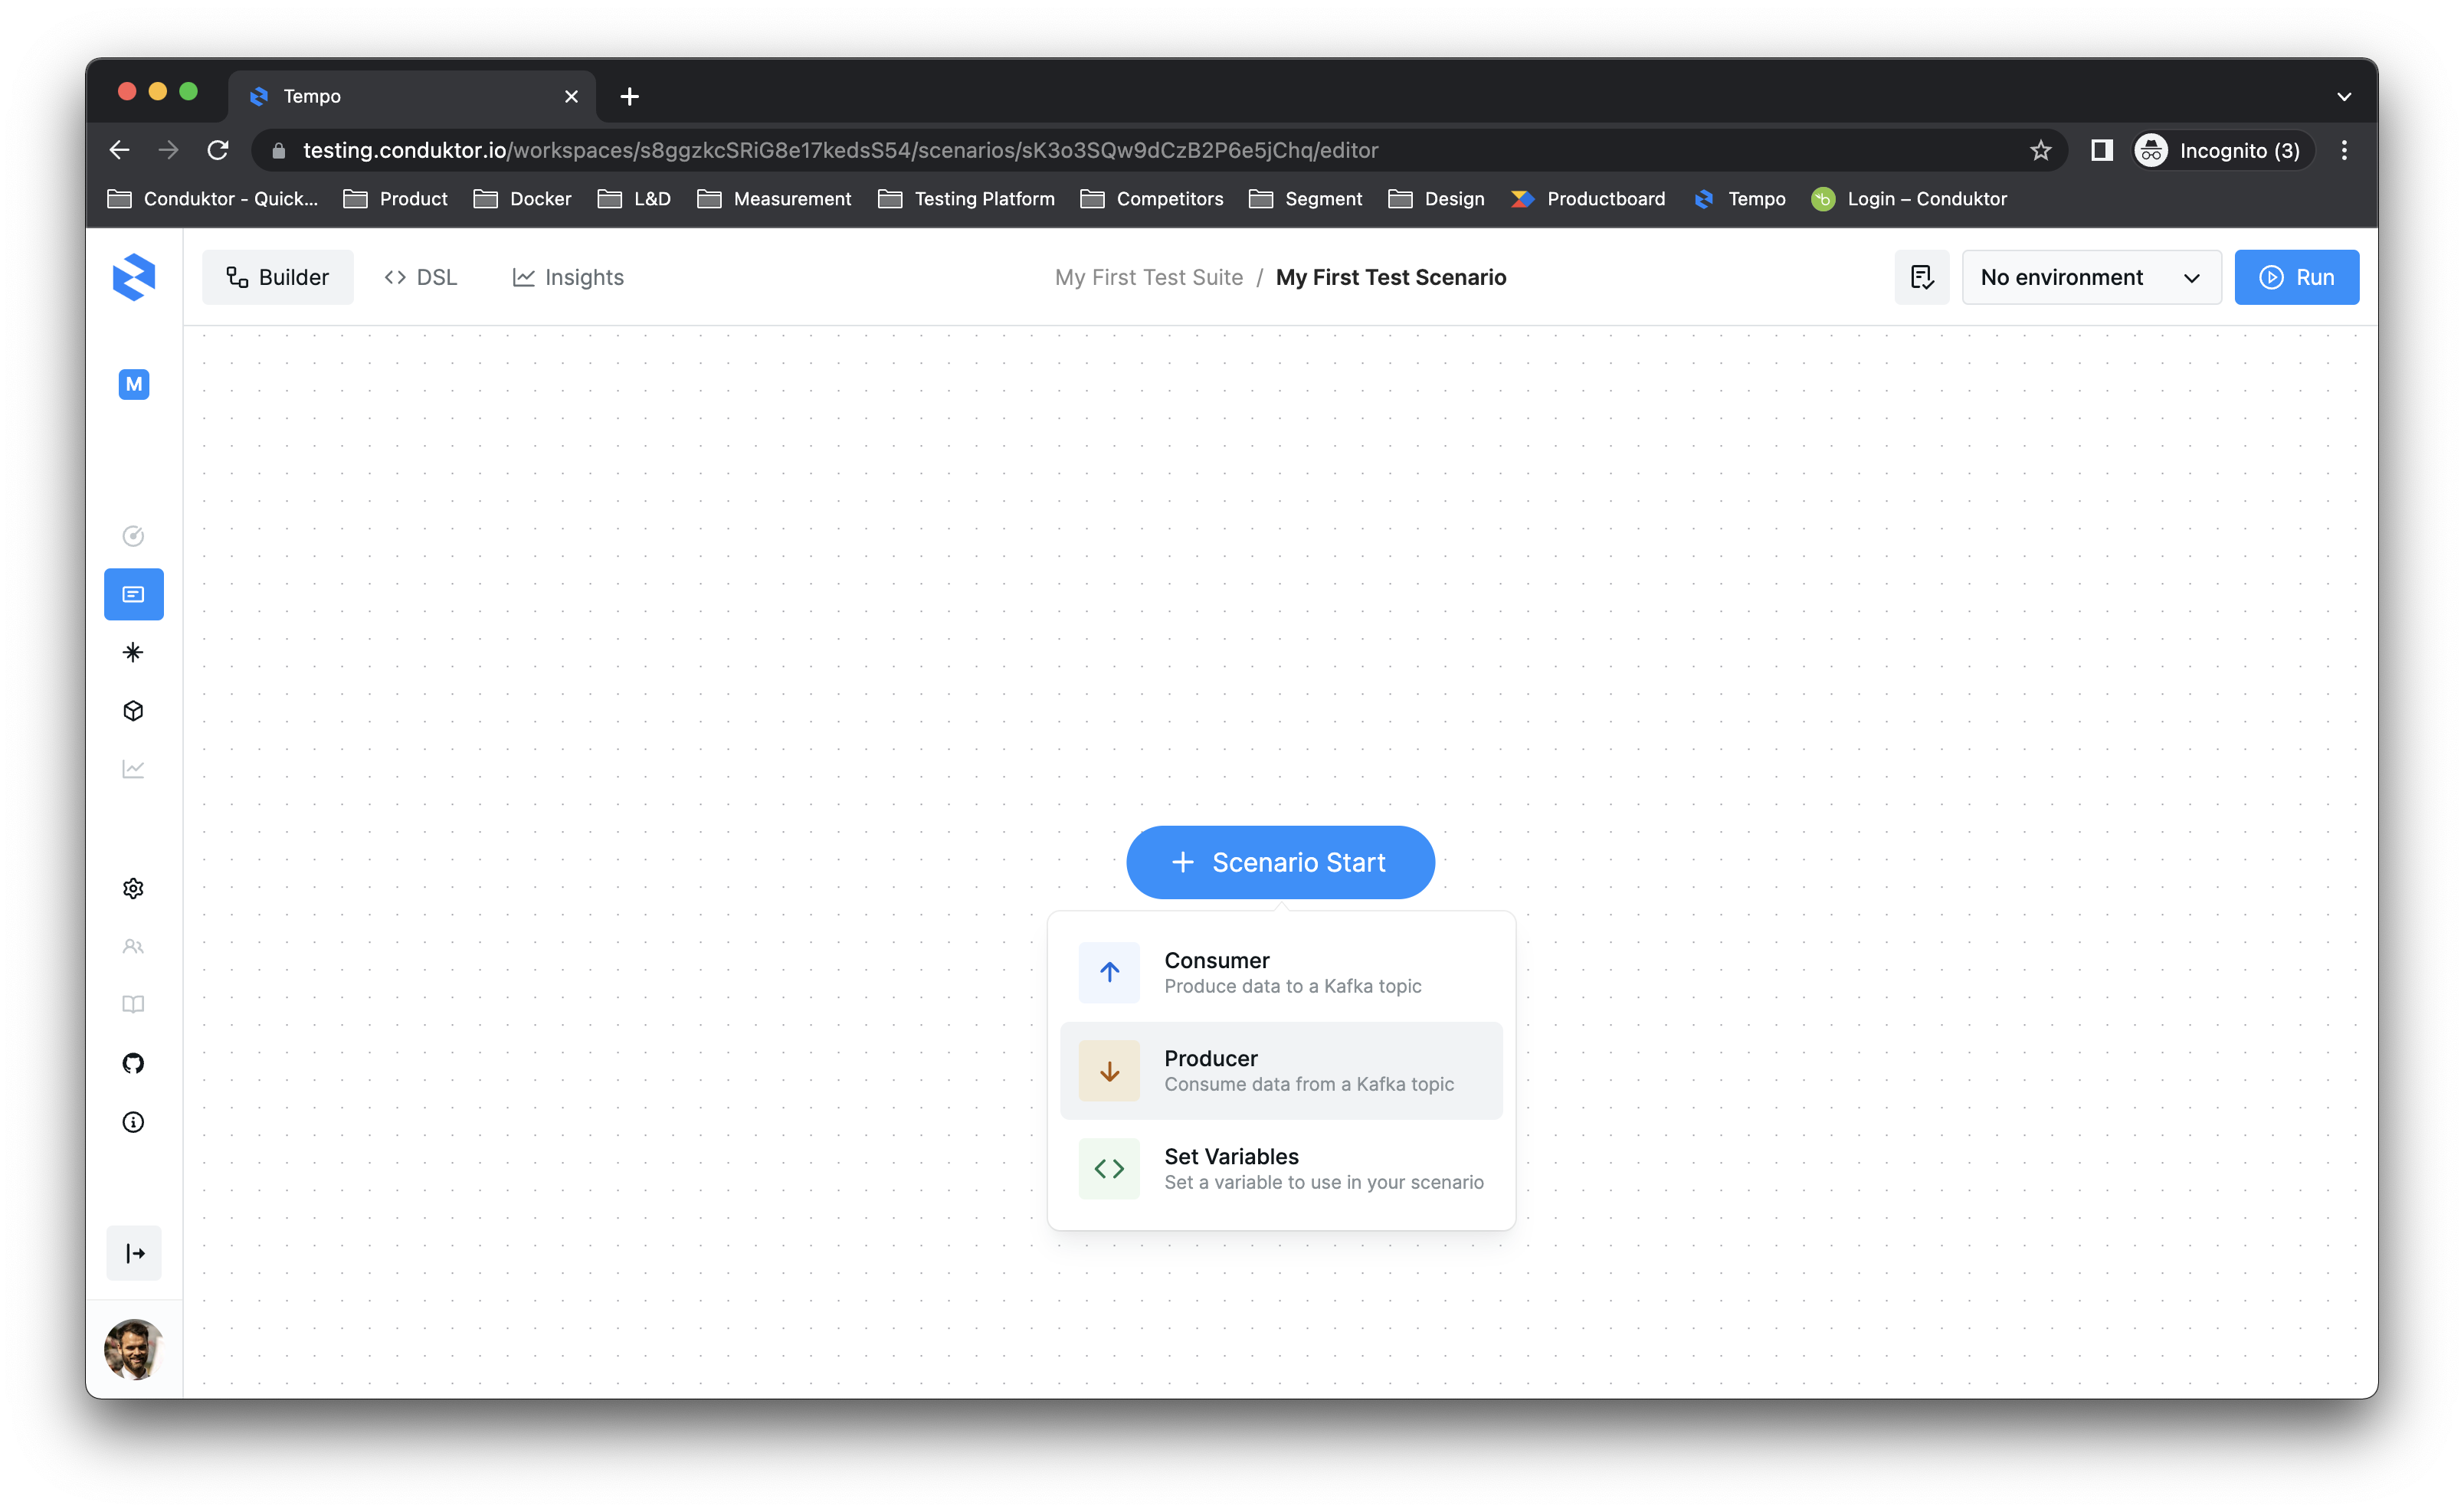 Tempo
testing.conduktor.io/workspaces/s8ggzkcSRiG8e17kedsS54/scenarios/sK3o3SQw9dCzB2P6e5jChq/editor
Incognito (3)
Conduktor - Quick... Product Docker L&D Measurement Testing Platform Competitors Segment Design Productboard Tempo Login – Conduktor
Builder DSL Insights
My First Test Suite / My First Test Scenario
No environment
Run
M
Scenario Start
Consumer
Produce data to a Kafka topic
Producer
Consume data from a Kafka topic
Set Variables
Set a variable to use in your scenario